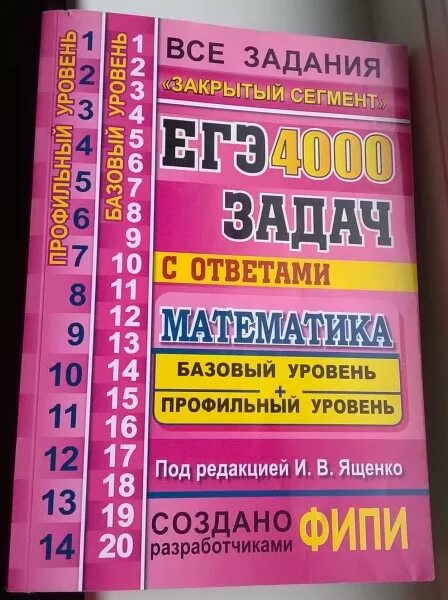 ПРОФИЛЬНЫЙ УРОВЕНЬ
1
2
3
4
5
6
7
8
9
10
11
12
13
14
БАЗОВЫЙ УРОВЕНЬ
1
2
3
4
5
6
7
8
9
10
11
12
13
14
15
16
17
18
19
20
ВСЕ ЗАДАНИЯ
«ЗАКРЫТЫЙ СЕГМЕНТ»
ЕГЭ 4000
ЗАДАЧ
С ОТВЕТАМИ
МАТЕМАТИКА
БАЗОВЫЙ УРОВЕНЬ
+
ПРОФИЛЬНЫЙ УРОВЕНЬ
Под редакцией И. В. Ященко
СОЗДАНО
разработчиками ФИПИ